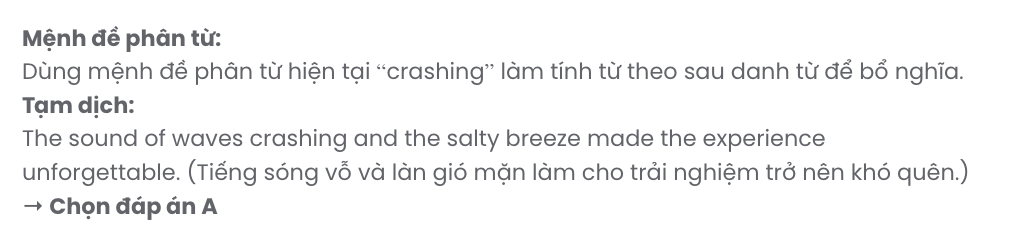 Mệnh đề phân từ:
Dùng mệnh đề phân từ hiện tại “crashing” làm tính từ theo sau danh từ để bổ nghĩa.
Tạm dịch:
The sound of waves crashing and the salty breeze made the experience
unforgettable. (Tiếng sóng vỗ và làn gió mặn làm cho trải nghiệm trở nên khó quên.)
→ Chọn đáp án A